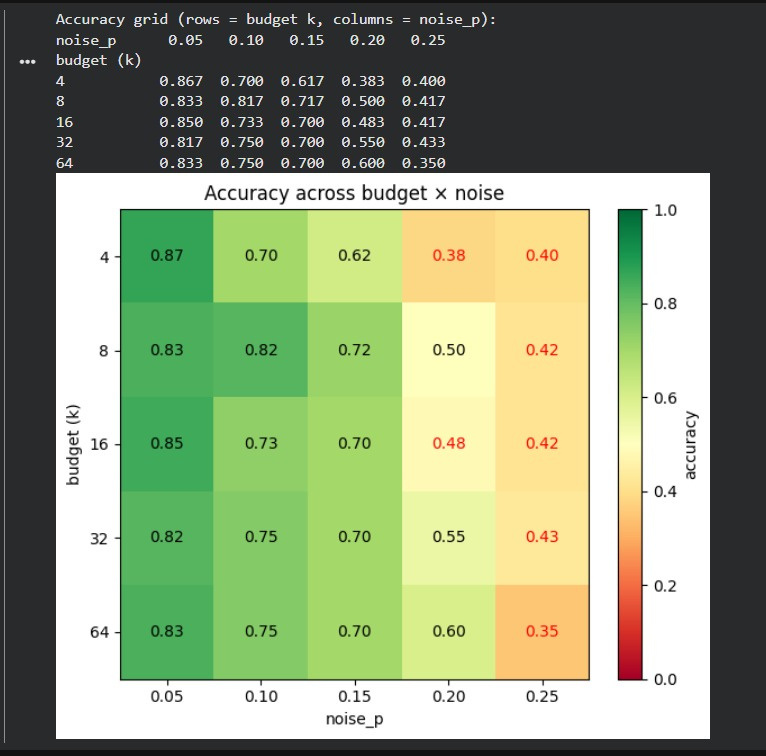 Accuracy grid (rows = budget k, columns = noise_p):
noise_p 0.05 0.10 0.15 0.20 0.25
budget (k)
4 0.867 0.700 0.617 0.383 0.400
8 0.833 0.817 0.717 0.500 0.417
16 0.850 0.733 0.700 0.483 0.417
32 0.817 0.750 0.700 0.550 0.433
64 0.833 0.750 0.700 0.600 0.350
Accuracy across budget × noise
4 0.87 0.70 0.62 0.38 0.40
8 0.83 0.82 0.72 0.50 0.42
16 0.85 0.73 0.70 0.48 0.42
32 0.82 0.75 0.70 0.55 0.43
64 0.83 0.75 0.70 0.60 0.35
budget (k)
0.05 0.10 0.15 0.20 0.25
noise_p
1.0
0.8
0.6
0.4
0.2
0.0
accuracy